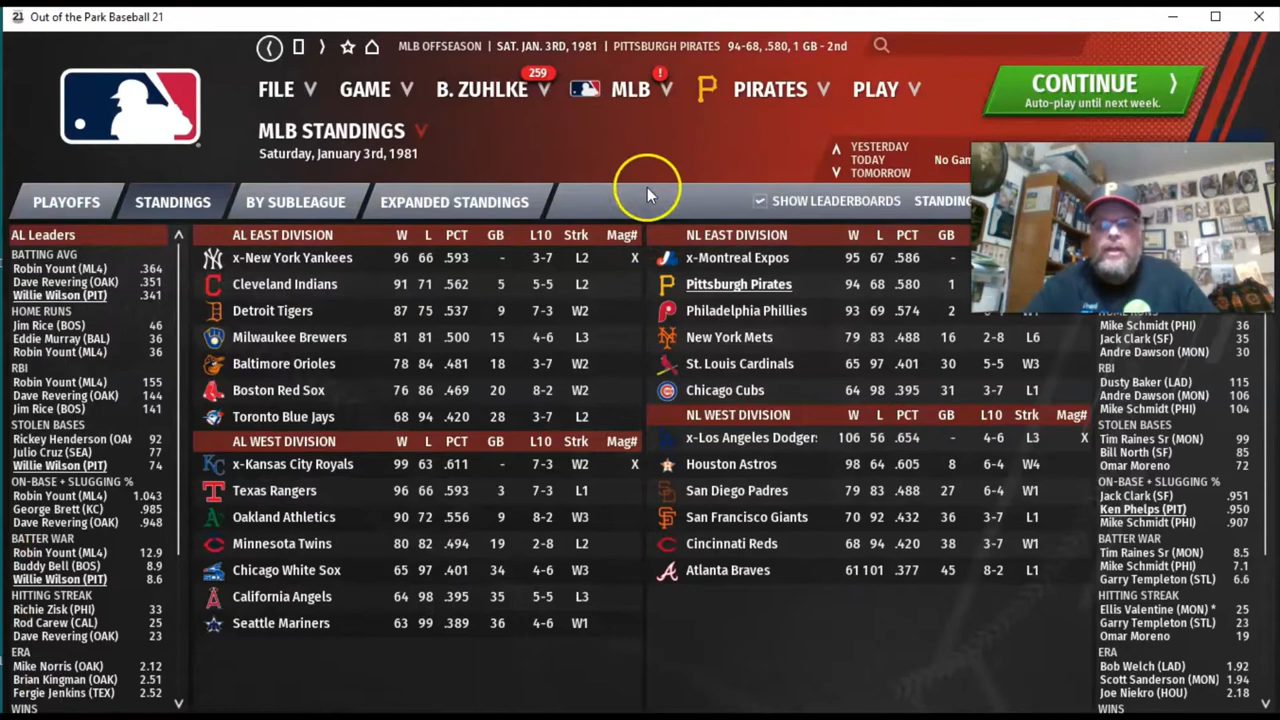 21 Out of the Park Baseball 21
MLB OFFSEASON | SAT. JAN. 3RD, 1981 | PITTSBURGH PIRATES 94-68, .580, 1 GB - 2nd
259
!
FILE GAME B. ZUHLKE MLB PIRATES PLAY
CONTINUE
Auto-play until next week.
MLB STANDINGS
Saturday, January 3rd, 1981
YESTERDAY
TODAY No Gam
TOMORROW
PLAYOFFS STANDINGS BY SUBLEAGUE EXPANDED STANDINGS SHOW LEADERBOARDS STANDING
AL Leaders
BATTING AVG
Robin Yount (ML4) .364
Dave Revering (OAK) .351
Willie Wilson (PIT) .341
HOME RUNS
Jim Rice (BOS) 46
Eddie Murray (BAL) 36
Robin Yount (ML4) 36
RBI
Robin Yount (ML4) 155
Dave Revering (OAK) 144
Jim Rice (BOS) 141
STOLEN BASES
Rickey Henderson (OAK 92
Julio Cruz (SEA) 77
Willie Wilson (PIT) 74
ON-BASE + SLUGGING %
Robin Yount (ML4) 1.043
George Brett (KC) .985
Dave Revering (OAK) .948
BATTER WAR
Robin Yount (ML4) 12.9
Buddy Bell (BOS) 8.9
Willie Wilson (PIT) 8.6
HITTING STREAK
Richie Zisk (PHI) 33
Rod Carew (CAL) 25
Dave Revering (OAK) 23
ERA
Mike Norris (OAK) 2.12
Brian Kingman (OAK) 2.51
Fergie Jenkins (TEX) 2.52
WINS
AL EAST DIVISION W L PCT GB L10 Strk Mag#
x-New York Yankees 96 66 .593 - 3-7 L2 X
Cleveland Indians 91 71 .562 5 5-5 L2
Detroit Tigers 87 75 .537 9 7-3 W2
Milwaukee Brewers 81 81 .500 15 4-6 L3
Baltimore Orioles 78 84 .481 18 3-7 W2
Boston Red Sox 76 86 .469 20 8-2 W2
Toronto Blue Jays 68 94 .420 28 3-7 L2
AL WEST DIVISION W L PCT GB L10 Strk Mag#
x-Kansas City Royals 99 63 .611 - 7-3 W2 X
Texas Rangers 96 66 .593 3 7-3 L1
Oakland Athletics 90 72 .556 9 8-2 W3
Minnesota Twins 80 82 .494 19 2-8 L2
Chicago White Sox 65 97 .401 34 4-6 W3
California Angels 64 98 .395 35 5-5 L3
Seattle Mariners 63 99 .389 36 4-6 W1
NL EAST DIVISION W L PCT GB
x-Montreal Expos 95 67 .586 -
Pittsburgh Pirates 94 68 .580 1
Philadelphia Phillies 93 69 .574 2
New York Mets 79 83 .488 16 2-8 L6
St. Louis Cardinals 65 97 .401 30 5-5 W3
Chicago Cubs 64 98 .395 31 3-7 L1
NL WEST DIVISION W L PCT GB L10 Strk Mag#
x-Los Angeles Dodger: 106 56 .654 - 4-6 L3 X
Houston Astros 98 64 .605 8 6-4 W4
San Diego Padres 79 83 .488 27 6-4 W1
San Francisco Giants 70 92 .432 36 3-7 L1
Cincinnati Reds 68 94 .420 38 3-7 W1
Atlanta Braves 61 101 .377 45 8-2 L1
Mike Schmidt (PHI) 36
Jack Clark (SF) 35
Andre Dawson (MON) 30
RBI
Dusty Baker (LAD) 115
Andre Dawson (MON) 106
Mike Schmidt (PHI) 104
STOLEN BASES
Tim Raines Sr (MON) 99
Bill North (SF) 85
Omar Moreno 72
ON-BASE + SLUGGING %
Jack Clark (SF) .951
Ken Phelps (PIT) .950
Mike Schmidt (PHI) .907
BATTER WAR
Tim Raines Sr (MON) 8.5
Mike Schmidt (PHI) 7.1
Garry Templeton (STL) 6.6
HITTING STREAK
Ellis Valentine (MON) * 25
Garry Templeton (STL) 23
Omar Moreno 19
ERA
Bob Welch (LAD) 1.92
Scott Sanderson (MON) 1.94
Joe Niekro (HOU) 2.18
WINS